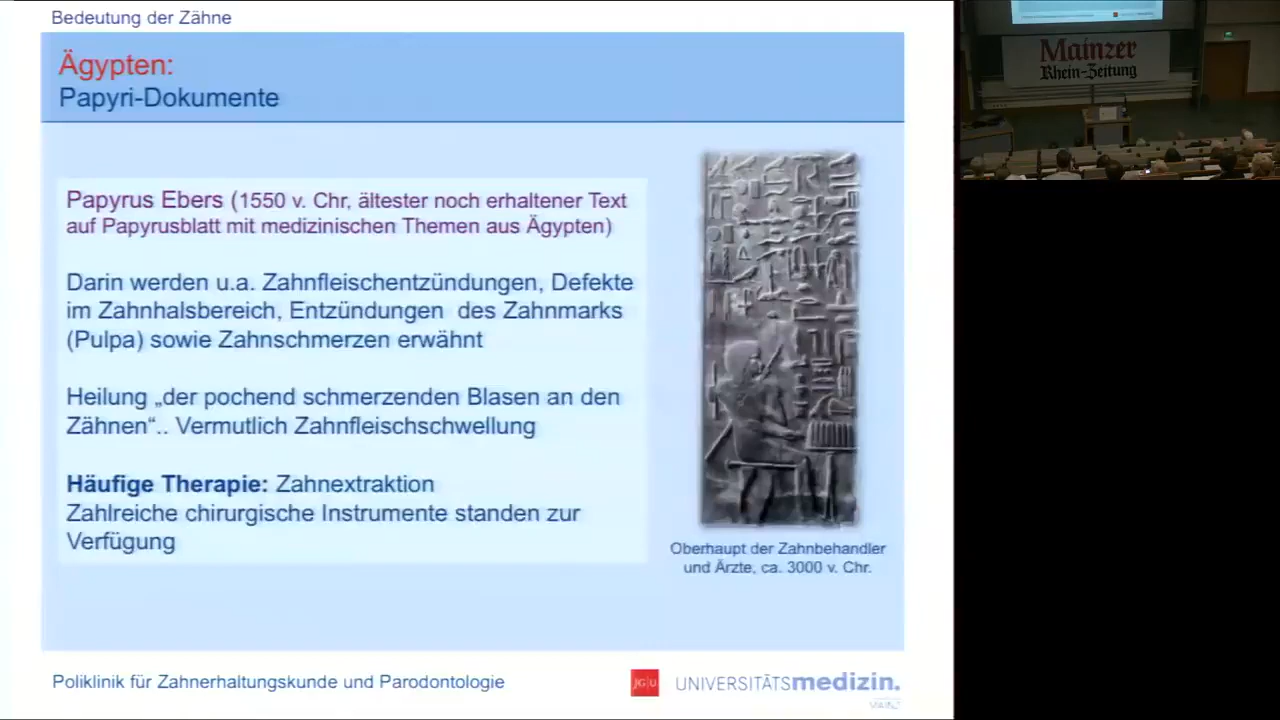 Bedeutung der Zähne
Ägypten:
Papyri-Dokumente
Papyrus Ebers (1550 v. Chr, ältester noch erhaltener Text
auf Papyrusblatt mit medizinischen Themen aus Ägypten)
Darin werden u.a. Zahnfleischentzündungen, Defekte
im Zahnhalsbereich, Entzündungen des Zahnmarks
(Pulpa) sowie Zahnschmerzen erwähnt
Heilung „der pochend schmerzenden Blasen an den
Zähnen“.. Vermutlich Zahnfleischschwellung
Häufige Therapie: Zahnextraktion
Zahlreiche chirurgische Instrumente standen zur
Verfügung
Oberhaupt der Zahnbehandler
und Ärzte, ca. 3000 v. Chr.
Poliklinik für Zahnerhaltungskunde und Parodontologie
JG|U
UNIVERSITÄTSmedizin.
MAINZ
Mainzer
Rhein-Zeitung